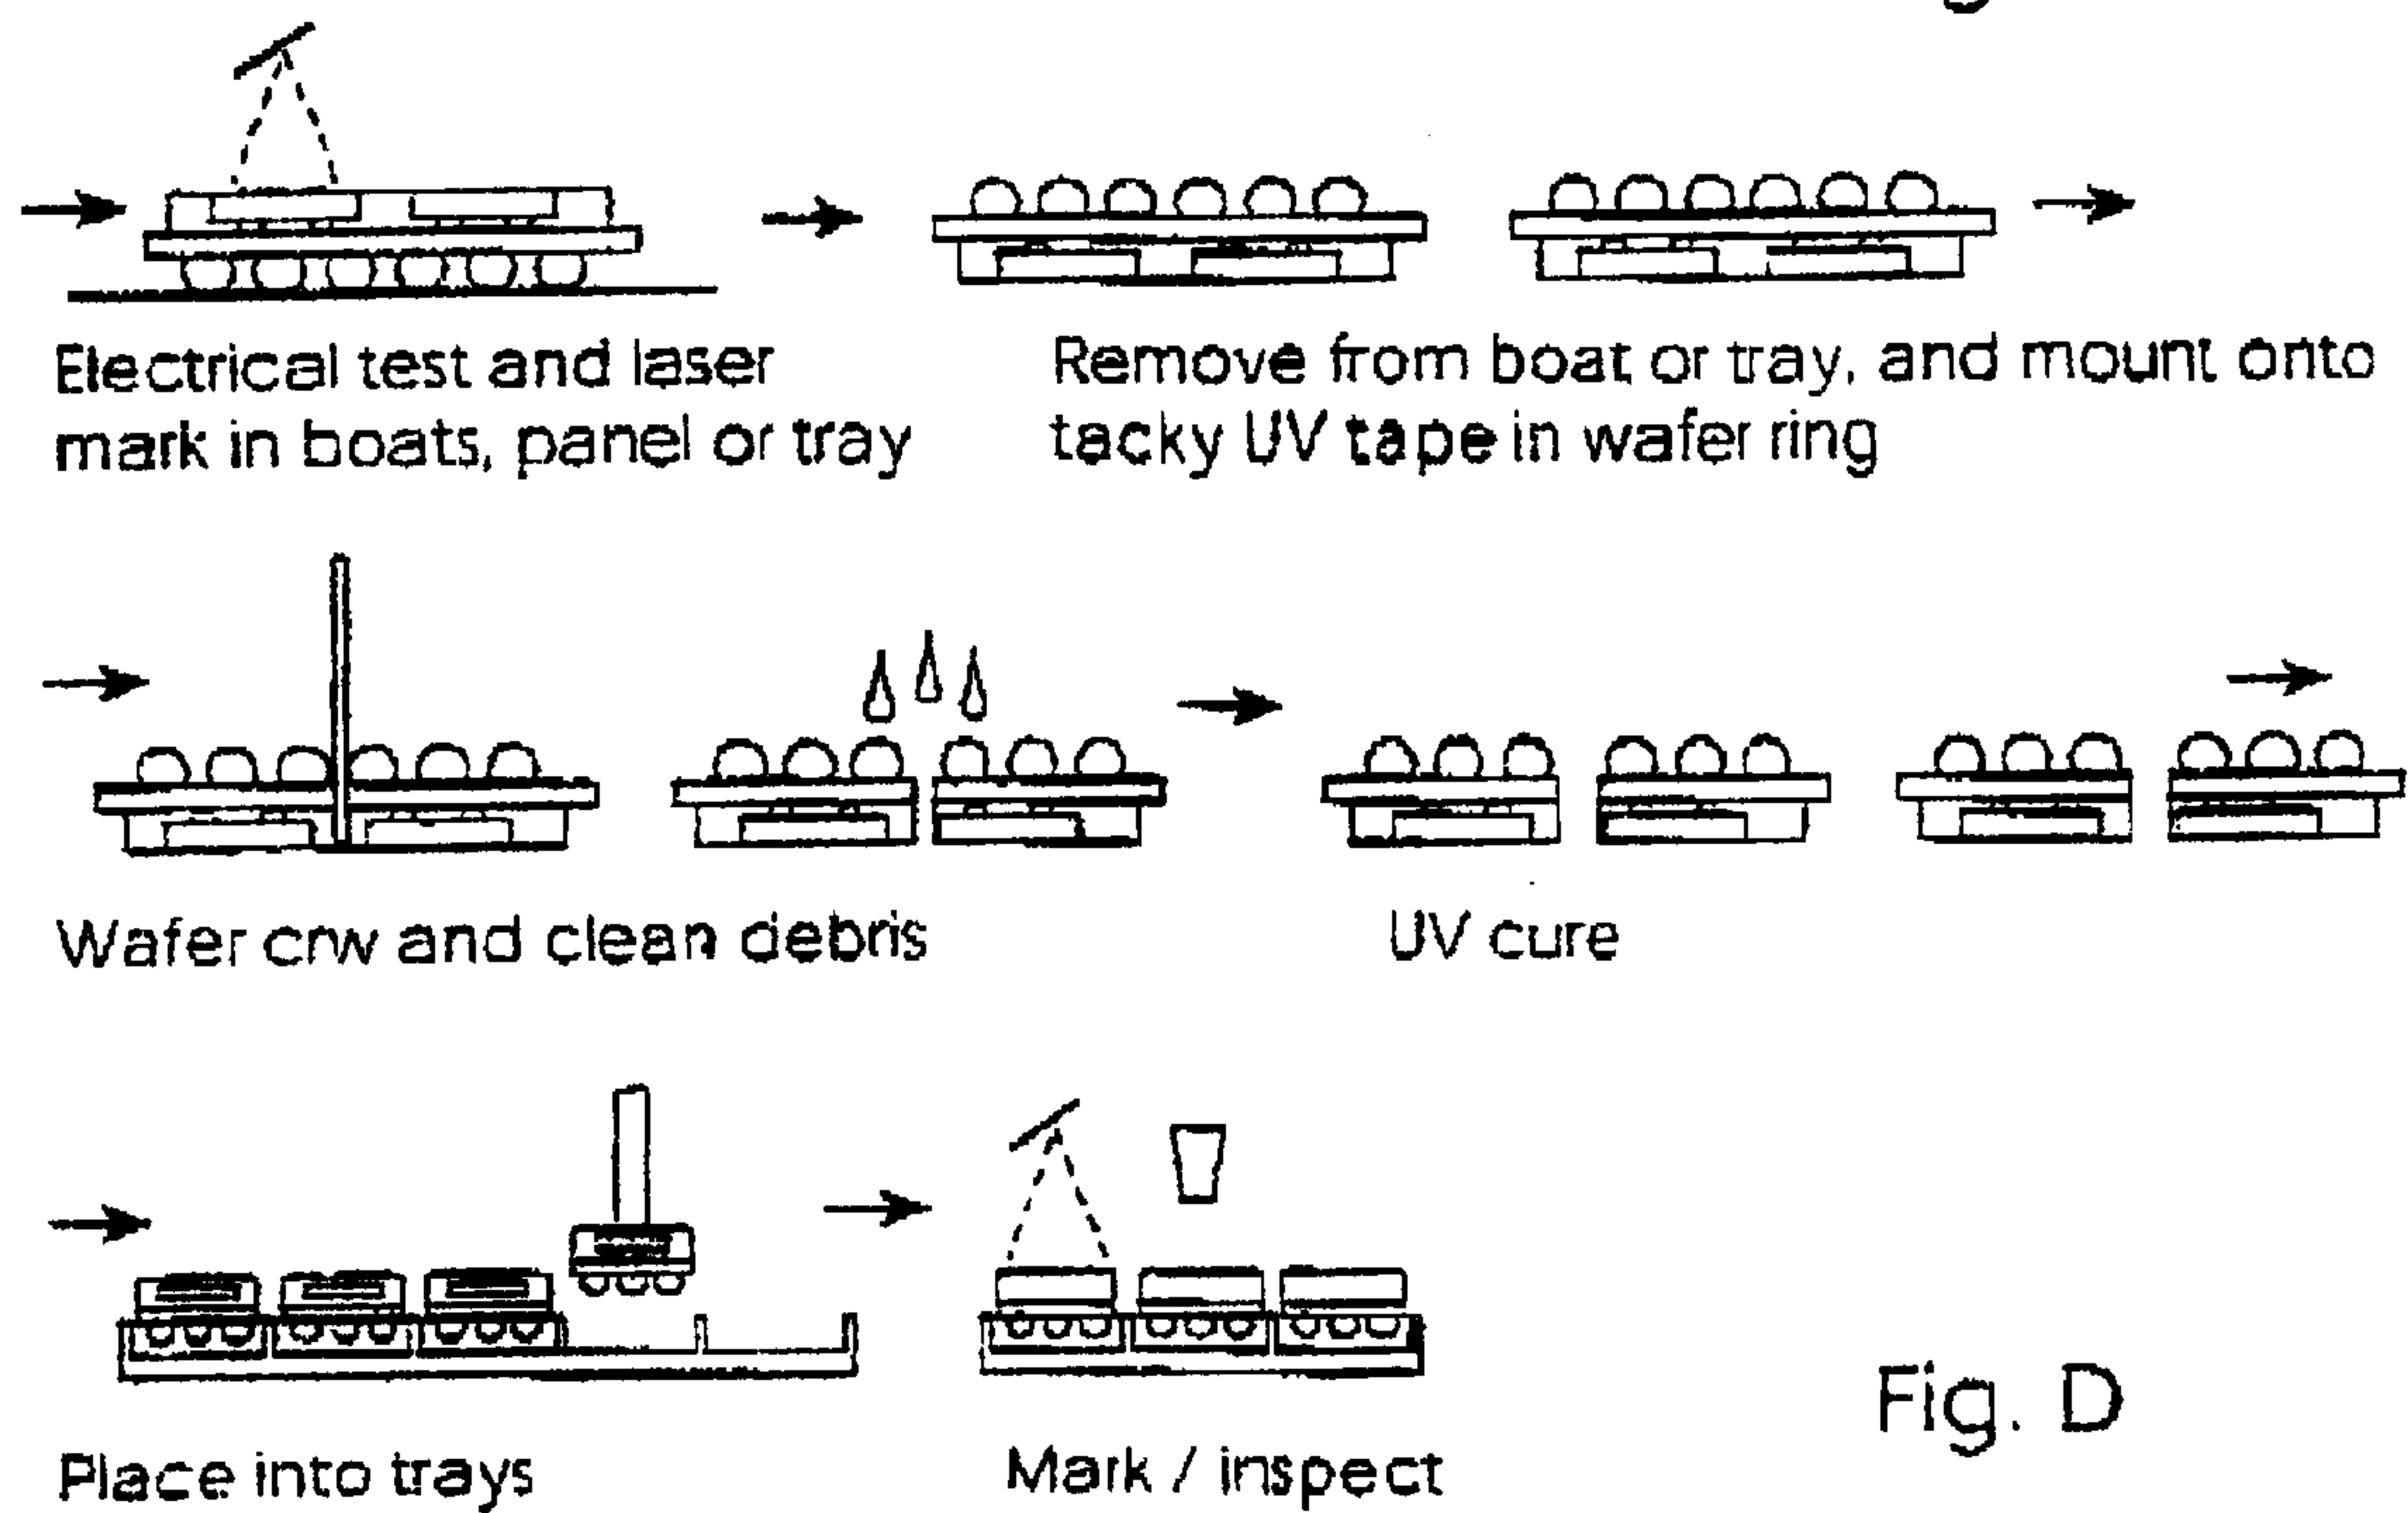 Electrical test and laser
mark in boats, panel or tray
Remove from boat or tray, and mount onto
tacky UV tape in wafer ring
Wafer crw and clean debris
UV cure
Place into trays
Mark / inspect
Fig. D